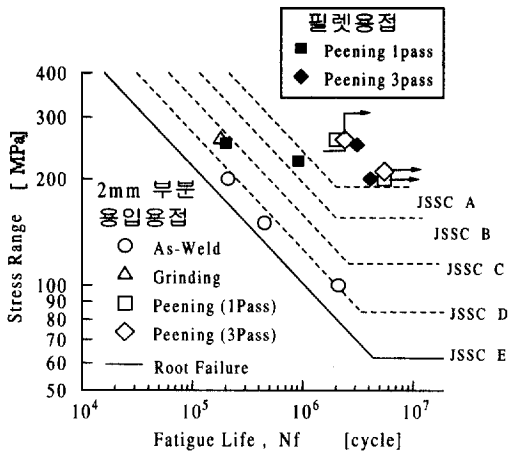 필렛용접
Peening 1pass
Peening 3pass
400
300
200
100
90
80
70
60
50
Stress Range [ MPa]
2mm 부분
용입용접
As-Weld
Grinding
Peening (1Pass)
Peening (3Pass)
Root Failure
JSSC A
JSSC B
JSSC C
JSSC D
JSSC E
10⁴
10⁵
10⁶
10⁷
Fatigue Life , Nf [cycle]